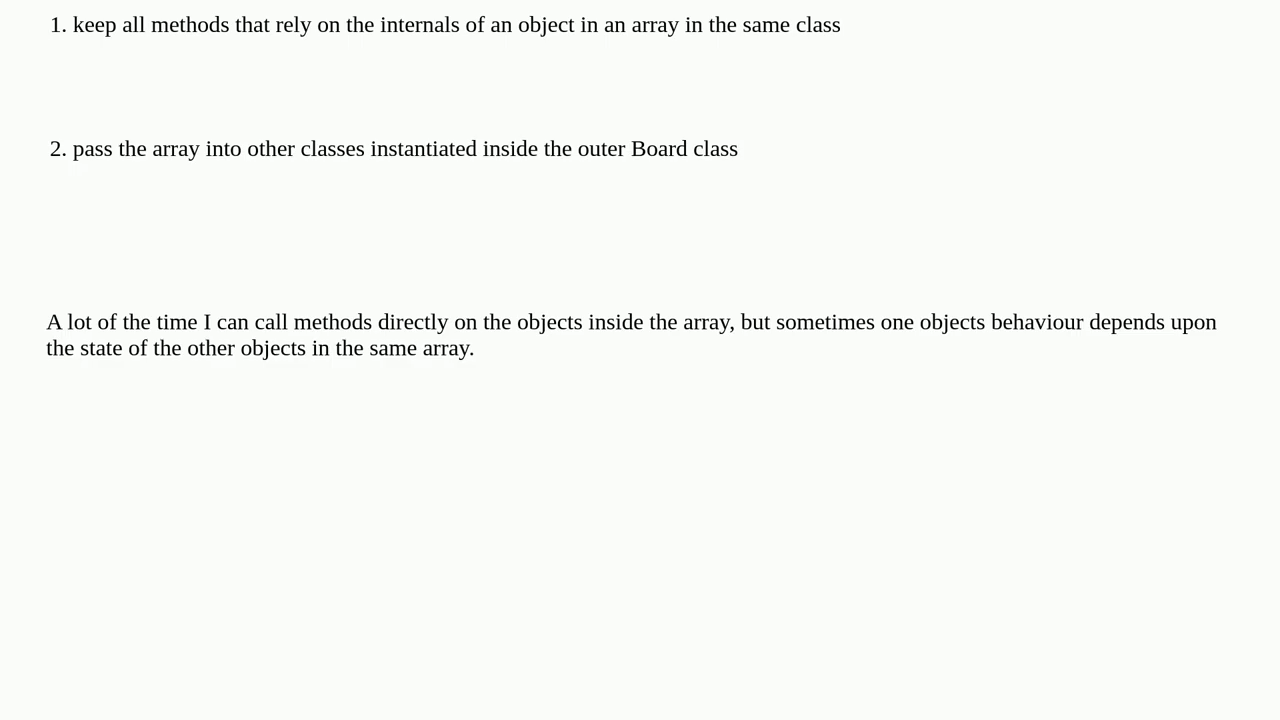 1. keep all methods that rely on the internals of an object in an array in the same class
2. pass the array into other classes instantiated inside the outer Board class
A lot of the time I can call methods directly on the objects inside the array, but sometimes one objects behaviour depends upon
the state of the other objects in the same array.